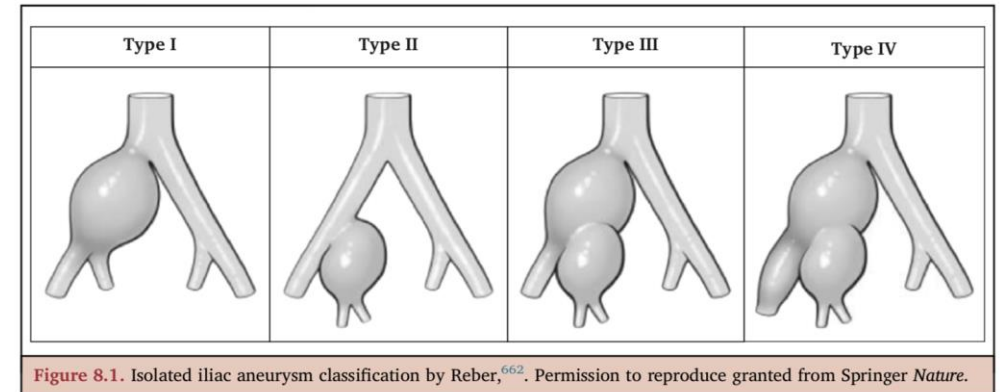 Type I
Type II
Type III
Type IV
Figure 8.1. Isolated iliac aneurysm classification by Reber,662. Permission to reproduce granted from Springer Nature.